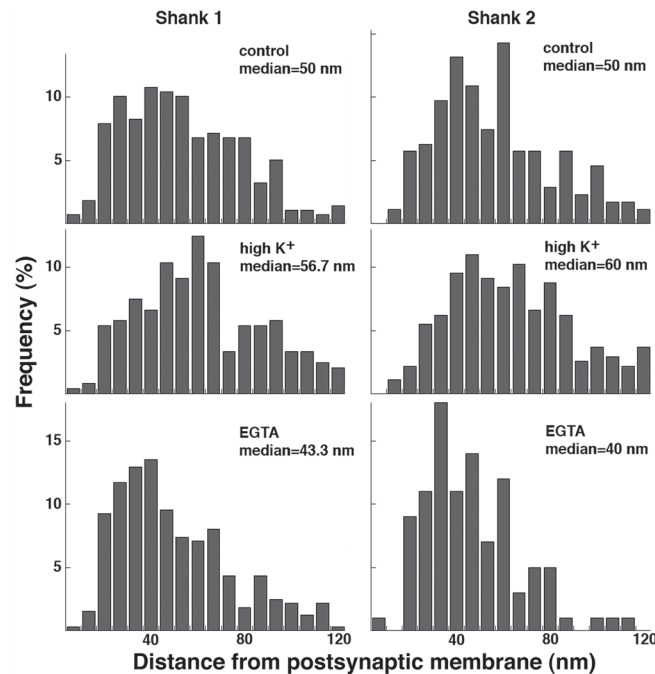 Shank 1
Shank 2
control
median=50 nm
control
median=50 nm
10
5
high K+
median=56.7 nm
high K+
median=60 nm
10
5
EGTA
median=43.3 nm
EGTA
median=40 nm
15
10
5
40
80
120
40
80
120
Frequency (%)
Distance from postsynaptic membrane (nm)